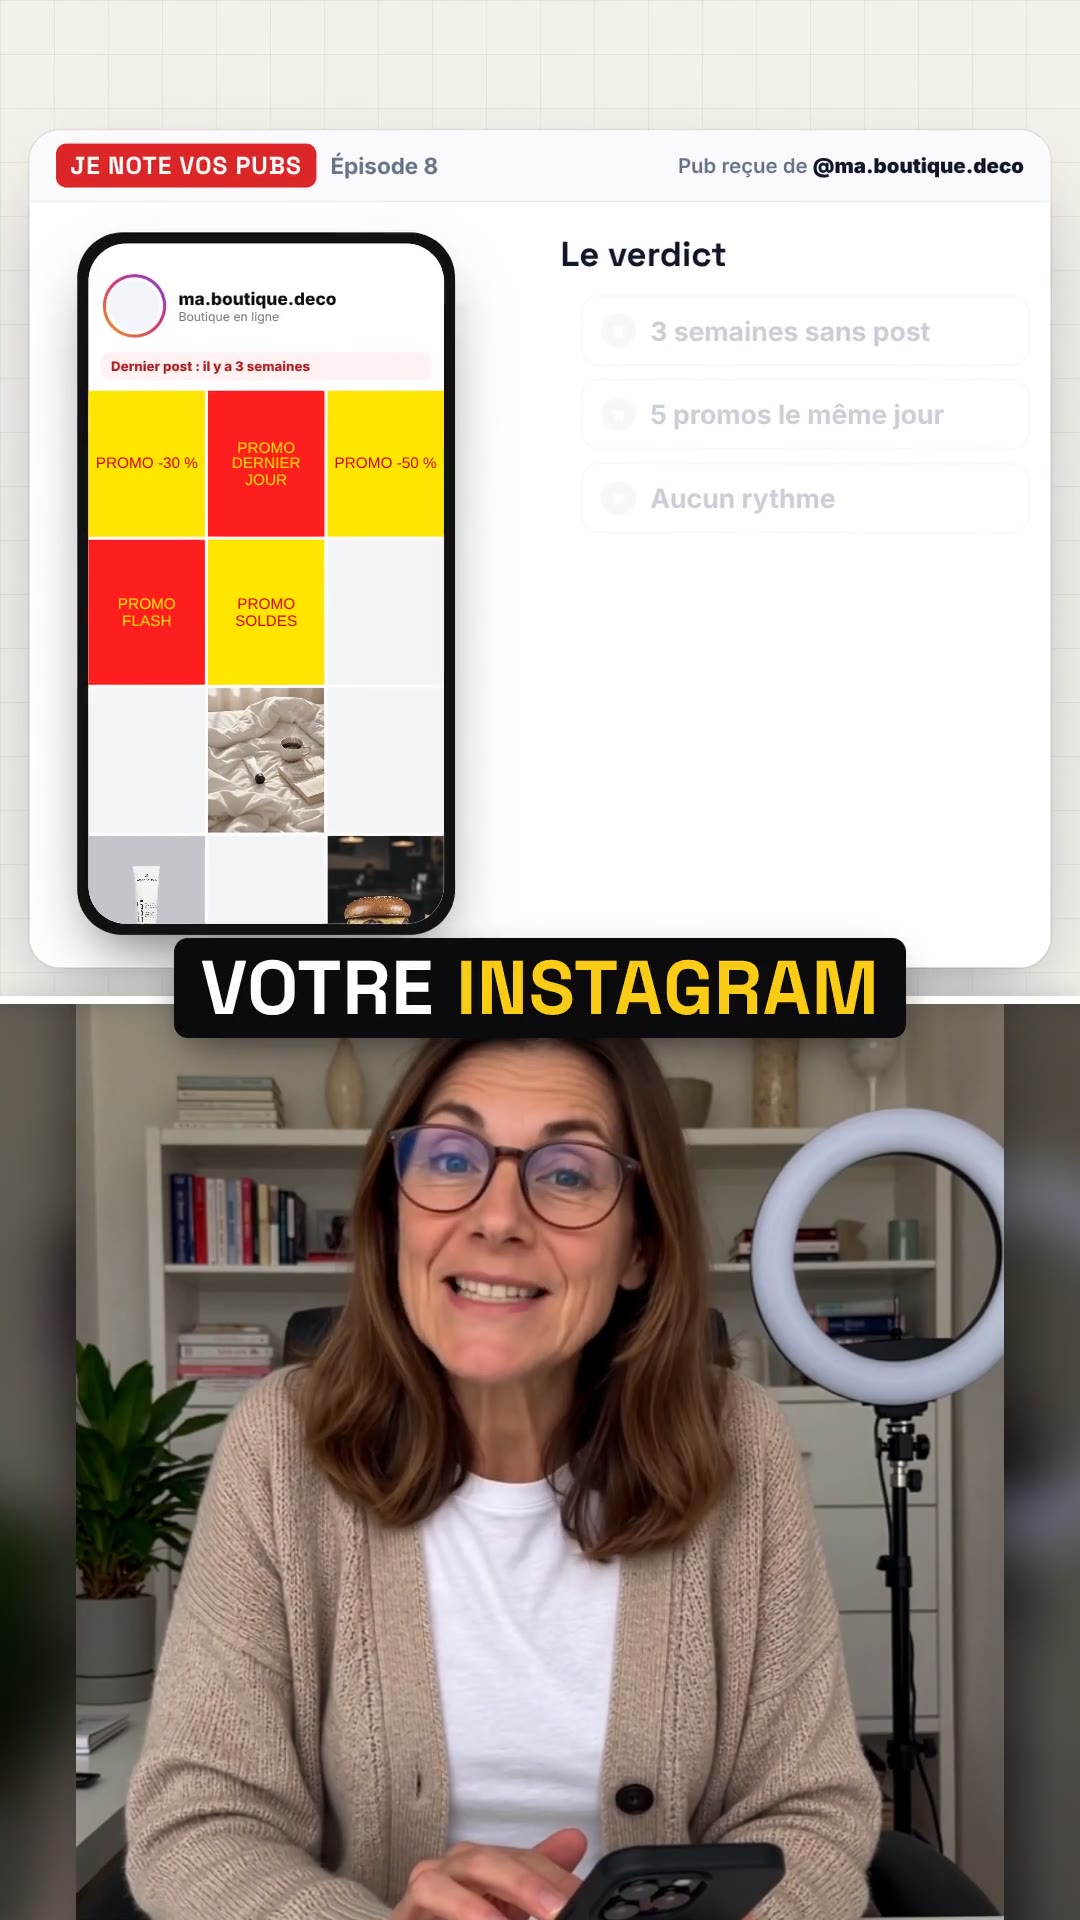 JE NOTE VOS PUBS
Épisode 8
Pub reçue de @ma.boutique.deco
ma.boutique.deco
Boutique en ligne
Dernier post : il y a 3 semaines
PROMO -30 %
PROMO
DERNIER
JOUR
PROMO -50 %
PROMO
FLASH
PROMO
SOLDES
Le verdict
3 semaines sans post
5 promos le même jour
Aucun rythme
VOTRE INSTAGRAM